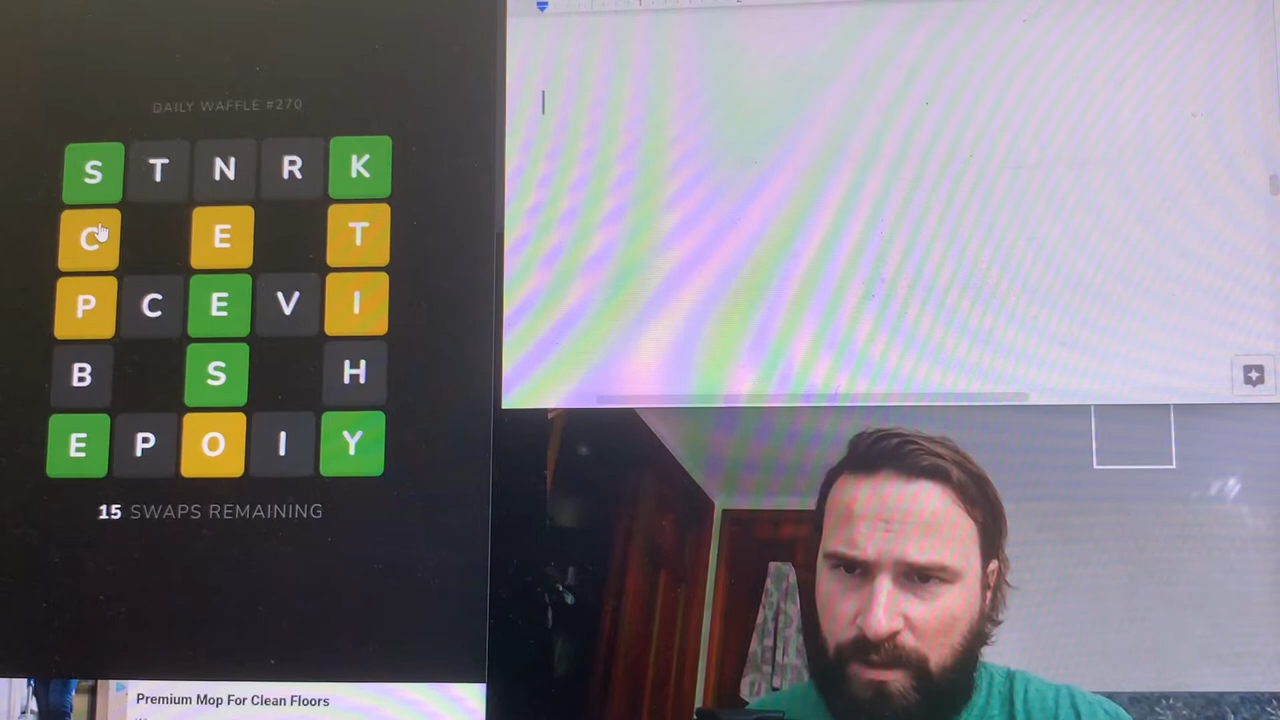 DAILY WAFFLE #270
S T N R K
C E T
P C E V I
B S H
E P O I Y
15 SWAPS REMAINING
Premium Mop For Clean Floors